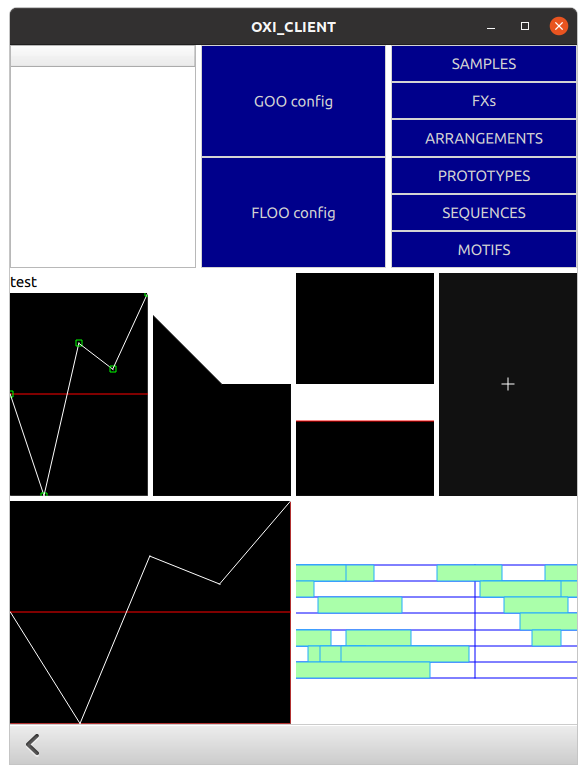 OXI_CLIENT
GOO config
FLOO config
SAMPLES
FXs
ARRANGEMENTS
PROTOTYPES
SEQUENCES
MOTIFS
test